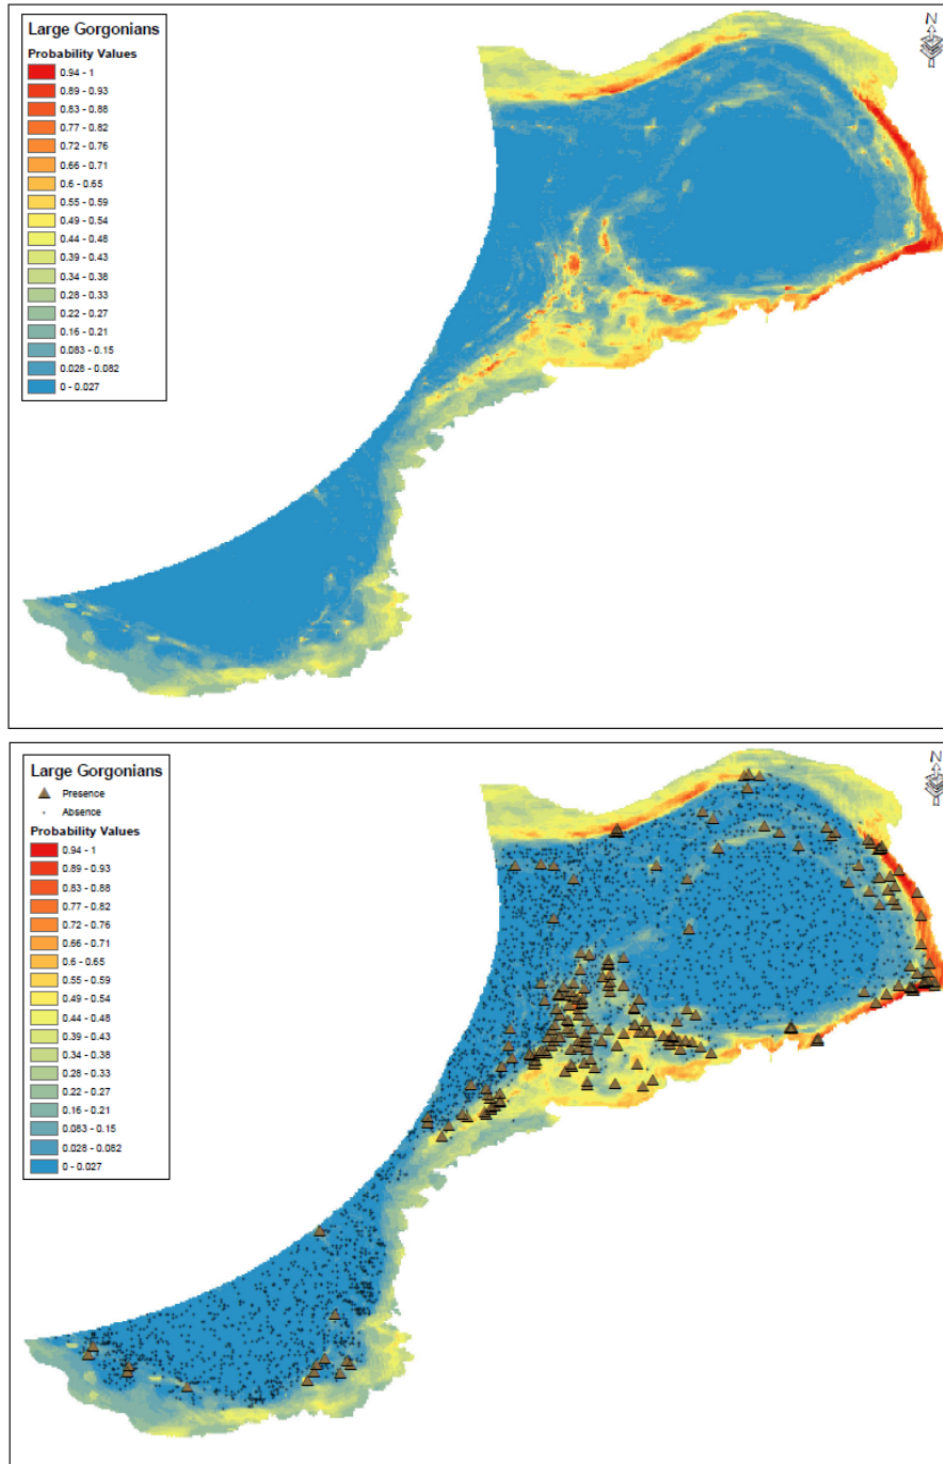 Large Gorgonians
Probability Values
0.94 - 1
0.89 - 0.93
0.83 - 0.88
0.77 - 0.82
0.72 - 0.76
0.66 - 0.71
0.6 - 0.65
0.55 - 0.59
0.49 - 0.54
0.44 - 0.48
0.39 - 0.43
0.34 - 0.38
0.28 - 0.33
0.22 - 0.27
0.16 - 0.21
0.083 - 0.15
0.028 - 0.082
0 - 0.027
N
Large Gorgonians
Presence
Absence
Probability Values
0.94 - 1
0.89 - 0.93
0.83 - 0.88
0.77 - 0.82
0.72 - 0.76
0.66 - 0.71
0.6 - 0.65
0.55 - 0.59
0.49 - 0.54
0.44 - 0.48
0.39 - 0.43
0.34 - 0.38
0.28 - 0.33
0.22 - 0.27
0.16 - 0.21
0.083 - 0.15
0.028 - 0.082
0 - 0.027
N